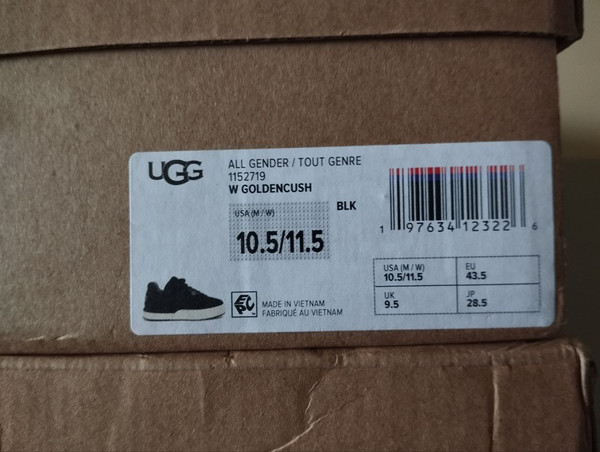 UGG
ALL GENDER / TOUT GENRE
1152719
W GOLDENCUSH
BLK
USA (M / W)
10.5/11.5
1 97634 12322 6
USA (M / W)
10.5/11.5
EU
43.5
UK
9.5
JP
28.5
MADE IN VIETNAM
FABRIQUÉ AU VIETNAM